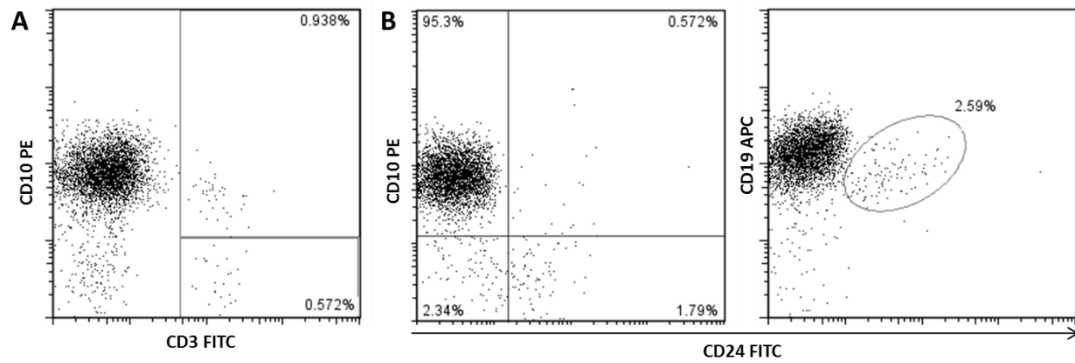 A
0.938%
CD10 PE
0.572%
CD3 FITC
B
95.3%
0.572%
CD10 PE
2.34%
1.79%
CD19 APC
2.59%
CD24 FITC